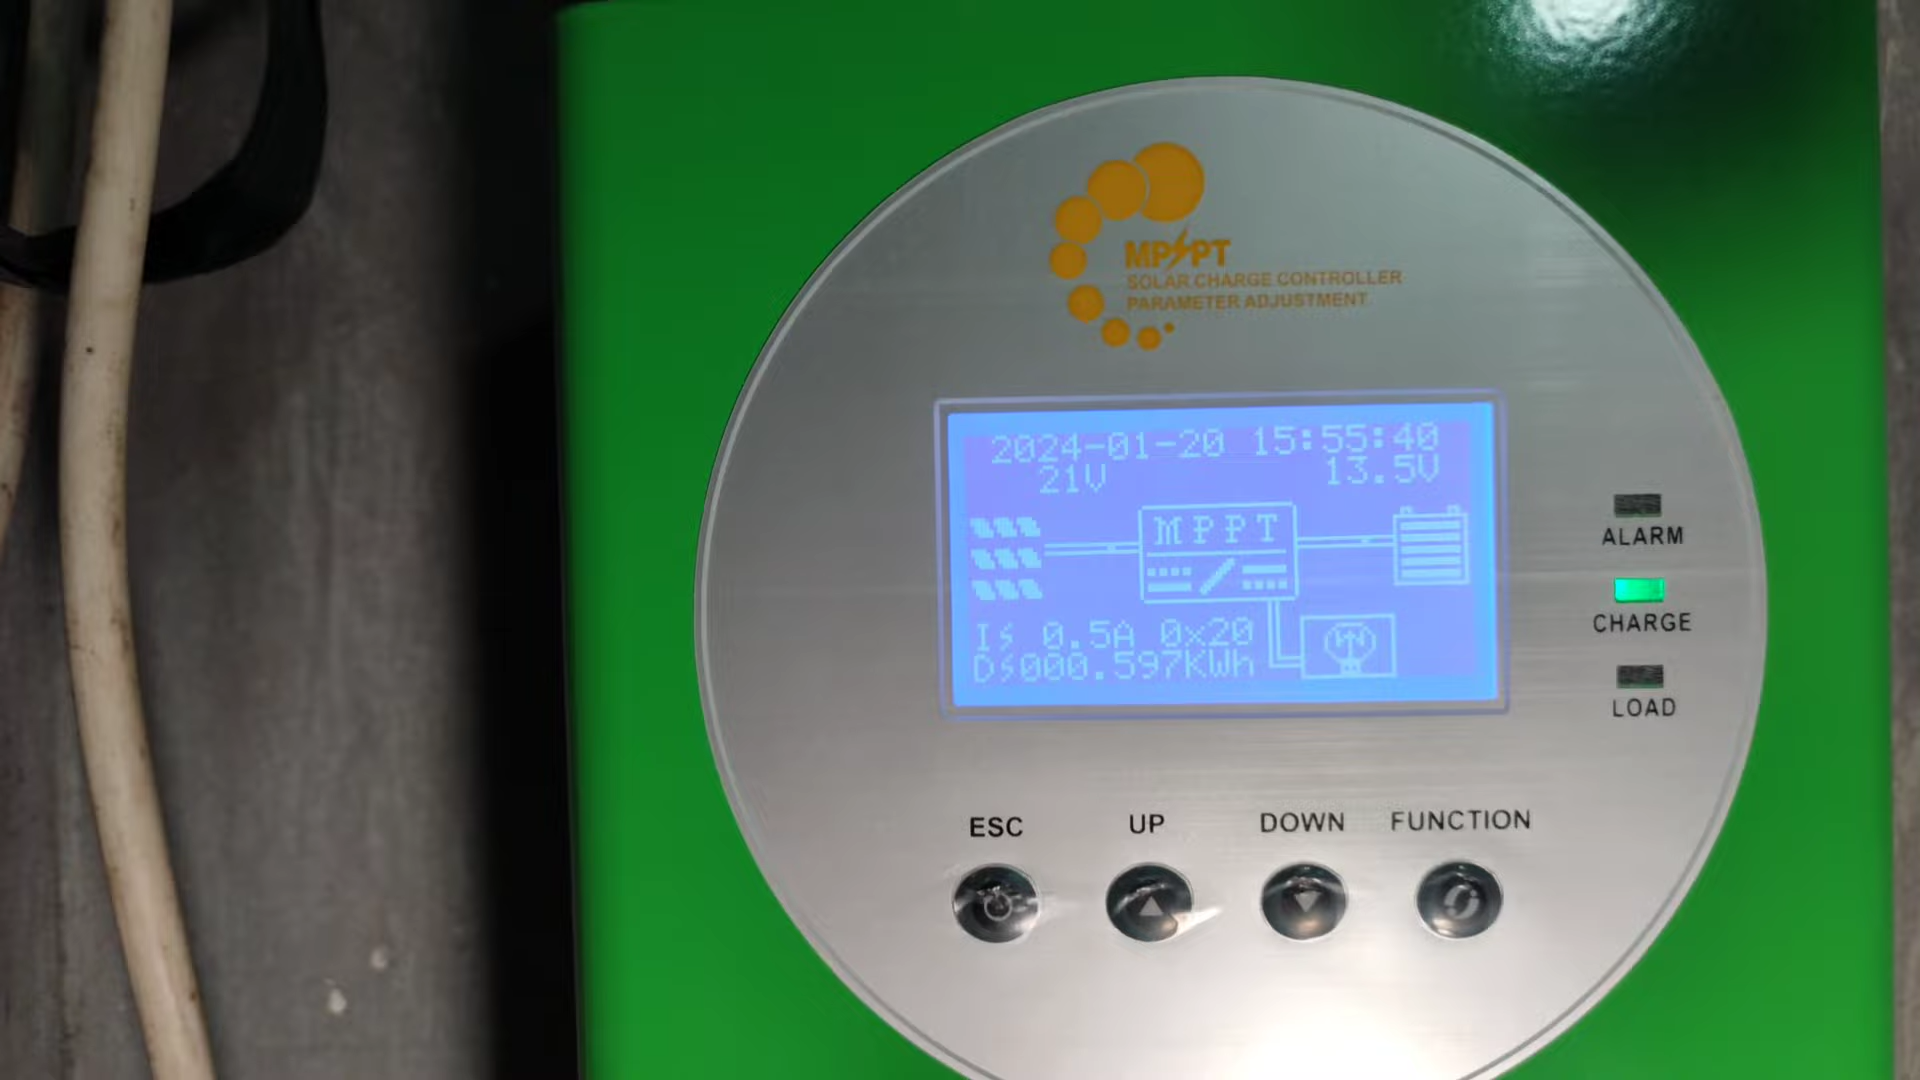 MPPT
SOLAR CHARGE CONTROLLER
PARAMETER ADJUSTMENT
2024-01-20 15:55:40
21V 13.5V
MPPT
I⚡ 0.5A 0x20
D⚡000.597KWh
ALARM
CHARGE
LOAD
ESC UP DOWN FUNCTION